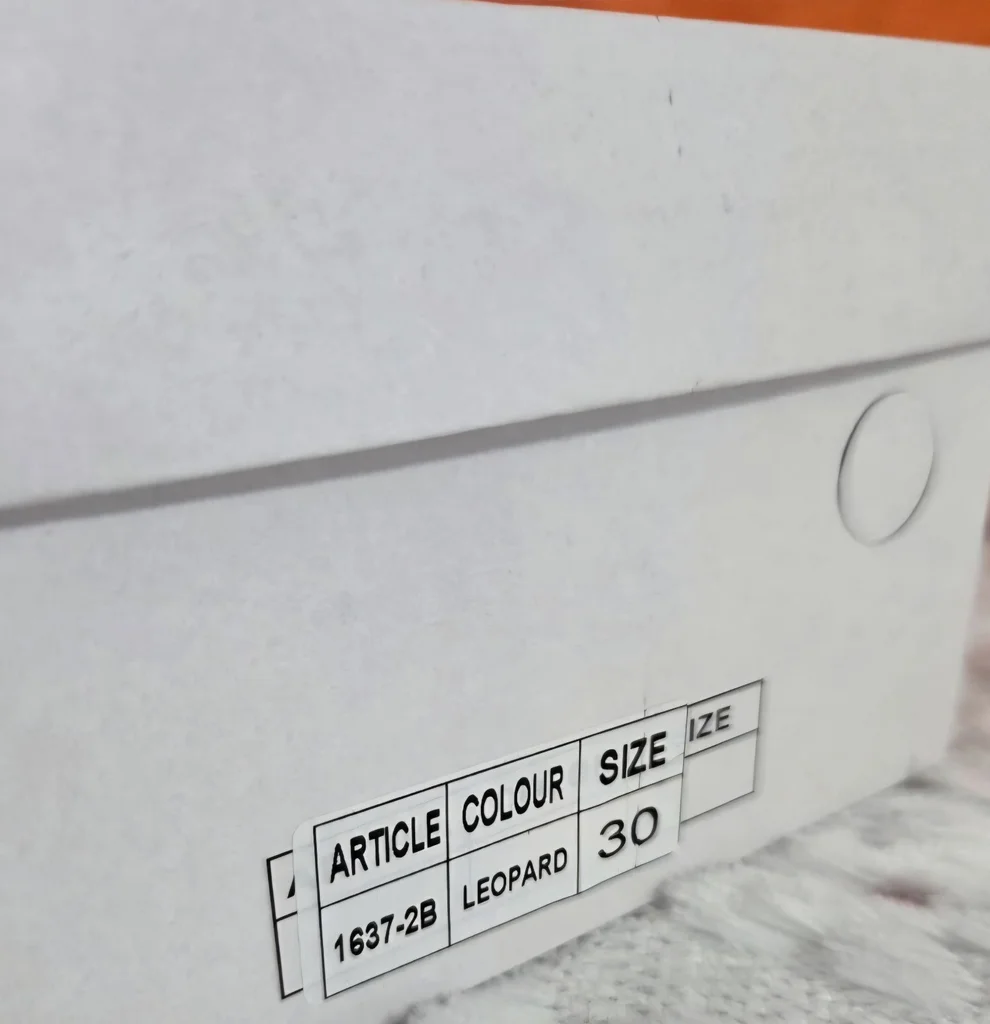 ARTICLE COLOUR SIZE IZE
1637-2B LEOPARD 30